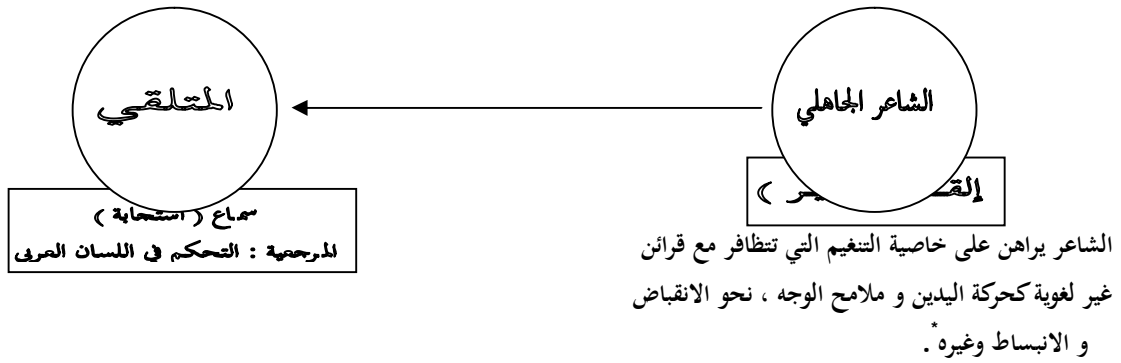 الشاعر الجاهلي
المتلقي
سماع ( استجابة )
المرجعية : التحكم في اللسان العربي
الشاعر يراهن على خاصية التنغيم التي تتظافر مع قرائن
غير لغوية كحركة اليدين و ملامح الوجه ، نحو الانقباض
و الانبساط وغيره*.